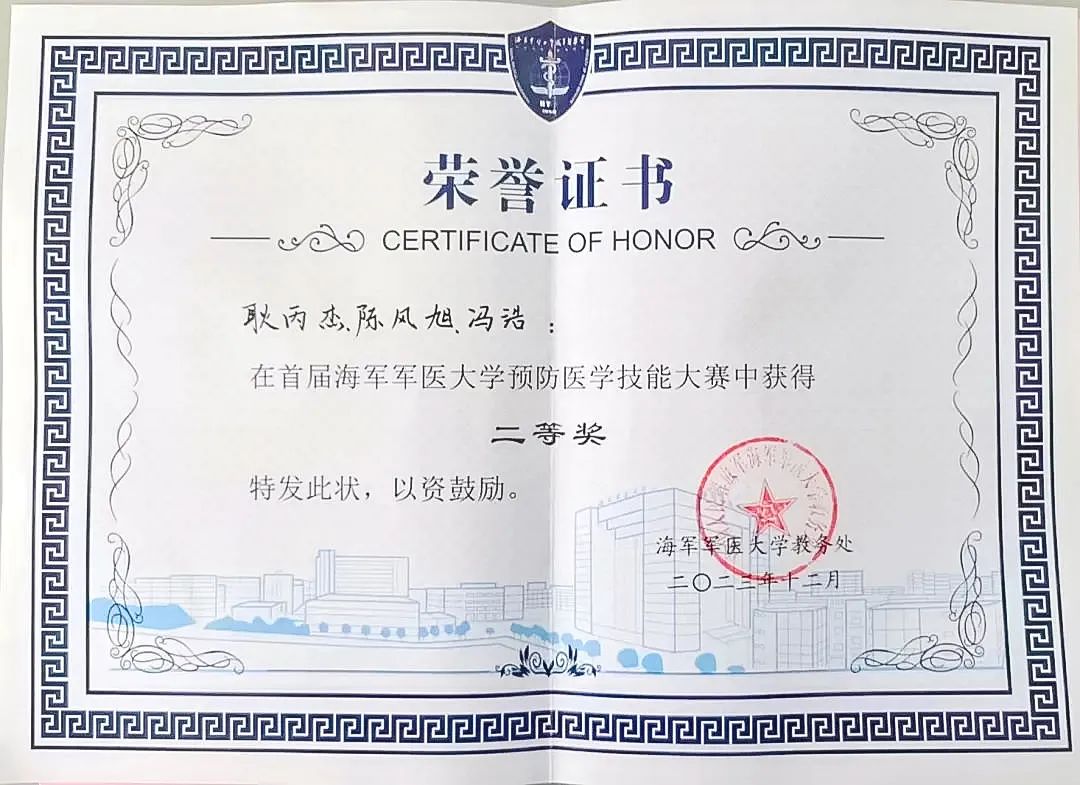 荣誉证书
CERTIFICATE OF HONOR
耿丙杰、陈风旭、冯浩：
在首届海军军医大学预防医学技能大赛中获得
二等奖
特发此状，以资鼓励。
海军军医大学教务处
二〇二三年十二月